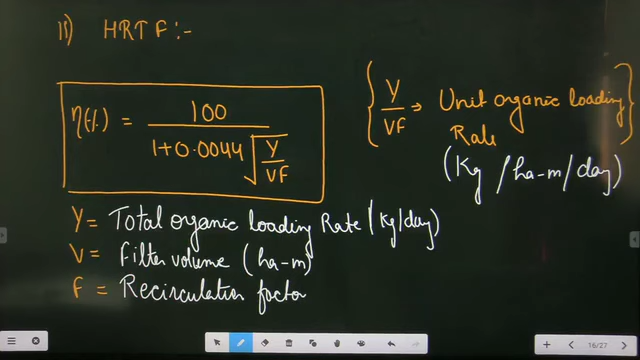 ii) HRTF:-
η(%) = 100 / 1+0.0044 √ Y / VF
{ Y / VF → Unit organic loading Rate }
(Kg /ha-m/day)
Y = Total organic loading Rate (Kg/day)
V = Filter volume (ha-m)
F = Recirculation factor
16/27